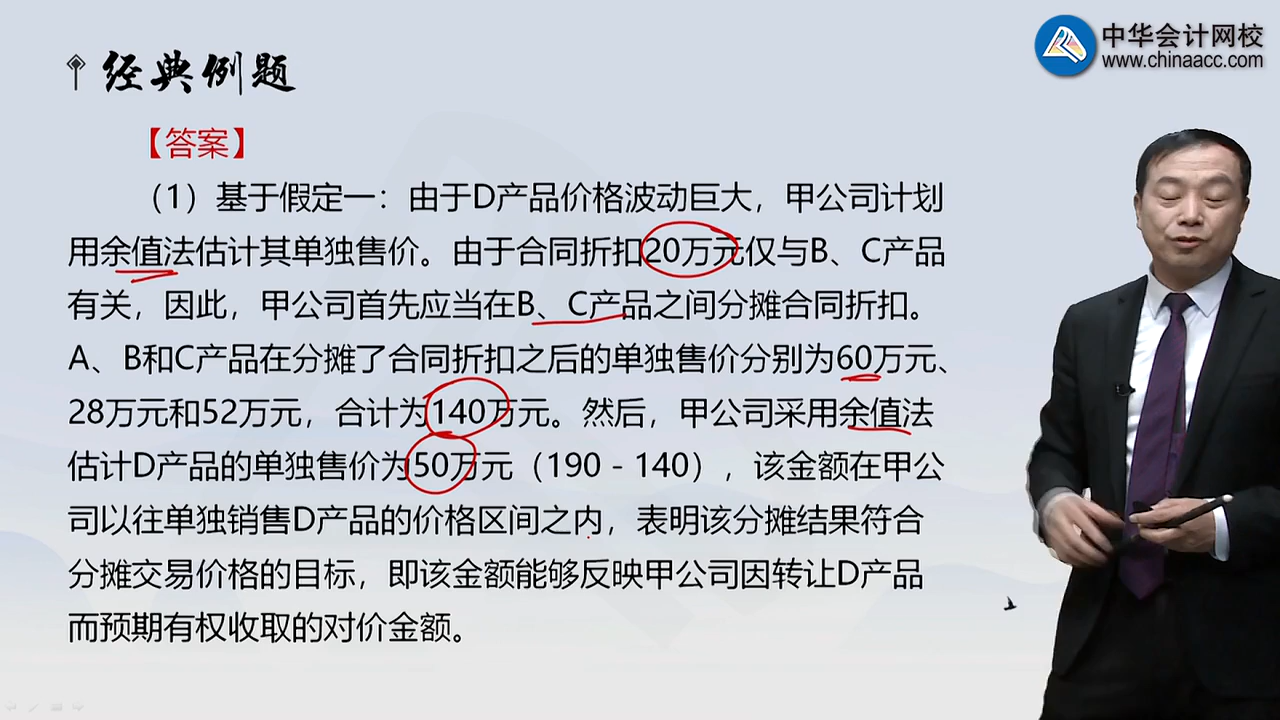 中华会计网校
www.chinaacc.com
经典例题
【答案】
（1）基于假定一：由于D产品价格波动巨大，甲公司计划
用余值法估计其单独售价。由于合同折扣20万元仅与B、C产品
有关，因此，甲公司首先应当在B、C产品之间分摊合同折扣。
A、B和C产品在分摊了合同折扣之后的单独售价分别为60万元、
28万元和52万元，合计为140万元。然后，甲公司采用余值法
估计D产品的单独售价为50万元（190－140），该金额在甲公
司以往单独销售D产品的价格区间之内，表明该分摊结果符合
分摊交易价格的目标，即该金额能够反映甲公司因转让D产品
而预期有权收取的对价金额。